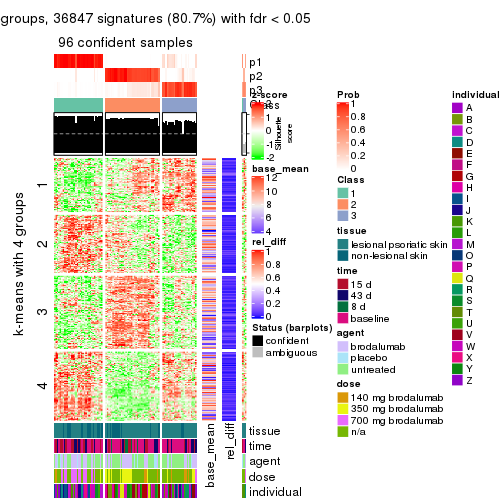 groups, 36847 signatures (80.7%) with fdr < 0.05
96 confident samples
p1
p2
p3
Class
Silhouette
score
k-means with 4 groups
1
2
3
4
z-score
2
1
0
-1
-2
base_mean
12
10
8
6
4
rel_diff
1
0.8
0.6
0.4
0.2
0
Status (barplots)
confident
ambiguous
Prob
1
0.8
0.6
0.4
0.2
0
Class
1
2
3
tissue
lesional psoriatic skin
non-lesional skin
time
15 d
43 d
8 d
baseline
agent
brodalumab
placebo
untreated
dose
140 mg brodalumab
350 mg brodalumab
700 mg brodalumab
n/a
individual
A
B
C
D
E
F
G
H
I
J
K
L
M
O
P
Q
R
S
T
U
V
W
X
Y
Z
tissue
time
agent
dose
individual
base_mean
rel_diff